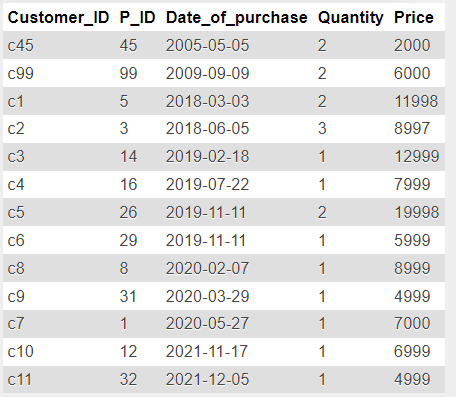 Customer_ID P_ID Date_of_purchase Quantity Price
c45 45 2005-05-05 2 2000
c99 99 2009-09-09 2 6000
c1 5 2018-03-03 2 11998
c2 3 2018-06-05 3 8997
c3 14 2019-02-18 1 12999
c4 16 2019-07-22 1 7999
c5 26 2019-11-11 2 19998
c6 29 2019-11-11 1 5999
c8 8 2020-02-07 1 8999
c9 31 2020-03-29 1 4999
c7 1 2020-05-27 1 7000
c10 12 2021-11-17 1 6999
c11 32 2021-12-05 1 4999